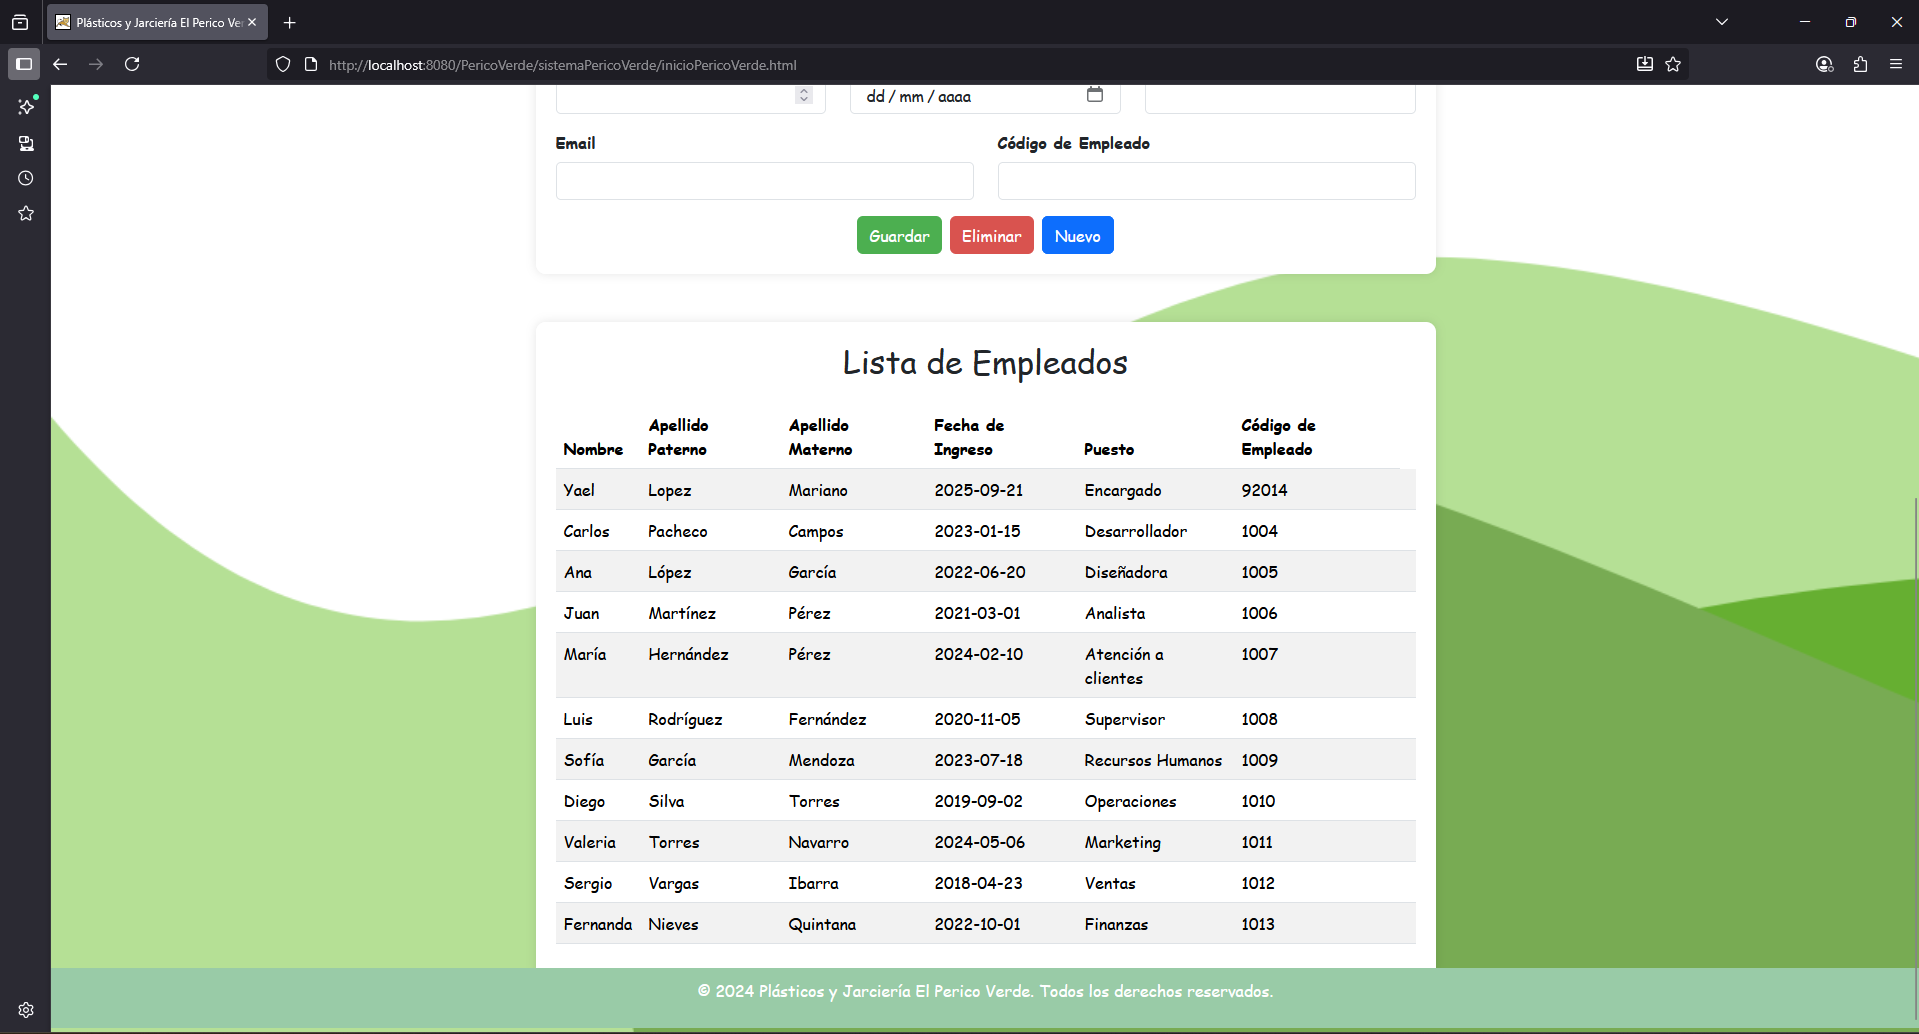 Plásticos y Jarciería El Perico Ve
http://localhost:8080/PericoVerde/sistemaPericoVerde/inicioPericoVerde.html
dd / mm / aaaa
Email Código de Empleado
Guardar Eliminar Nuevo
Lista de Empleados
Nombre Apellido Paterno Apellido Materno Fecha de Ingreso Puesto Código de Empleado
Yael Lopez Mariano 2025-09-21 Encargado 92014
Carlos Pacheco Campos 2023-01-15 Desarrollador 1004
Ana López García 2022-06-20 Diseñadora 1005
Juan Martínez Pérez 2021-03-01 Analista 1006
María Hernández Pérez 2024-02-10 Atención a clientes 1007
Luis Rodríguez Fernández 2020-11-05 Supervisor 1008
Sofía García Mendoza 2023-07-18 Recursos Humanos 1009
Diego Silva Torres 2019-09-02 Operaciones 1010
Valeria Torres Navarro 2024-05-06 Marketing 1011
Sergio Vargas Ibarra 2018-04-23 Ventas 1012
Fernanda Nieves Quintana 2022-10-01 Finanzas 1013
© 2024 Plásticos y Jarciería El Perico Verde. Todos los derechos reservados.